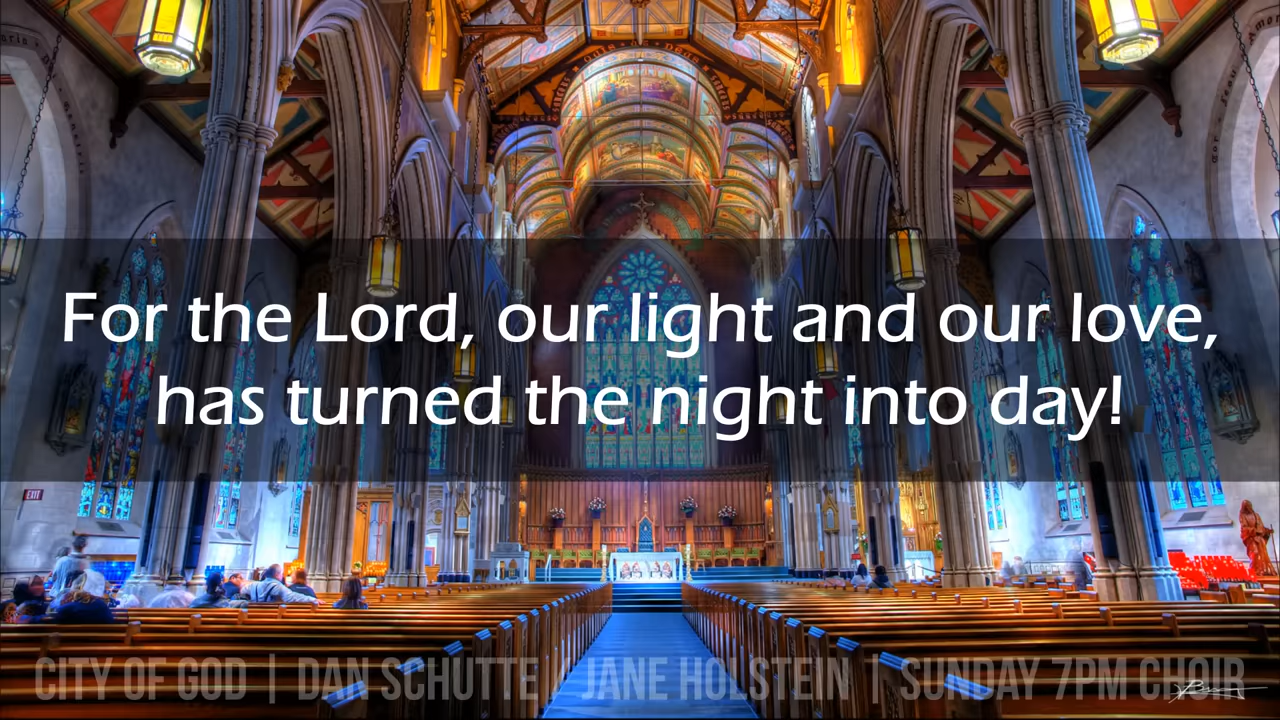 For the Lord, our light and our love,
has turned the night into day!
EXIT
CITY OF GOD | DAN SCHUTTE / JANE HOLSTEIN | SUNDAY 7PM CHOIR